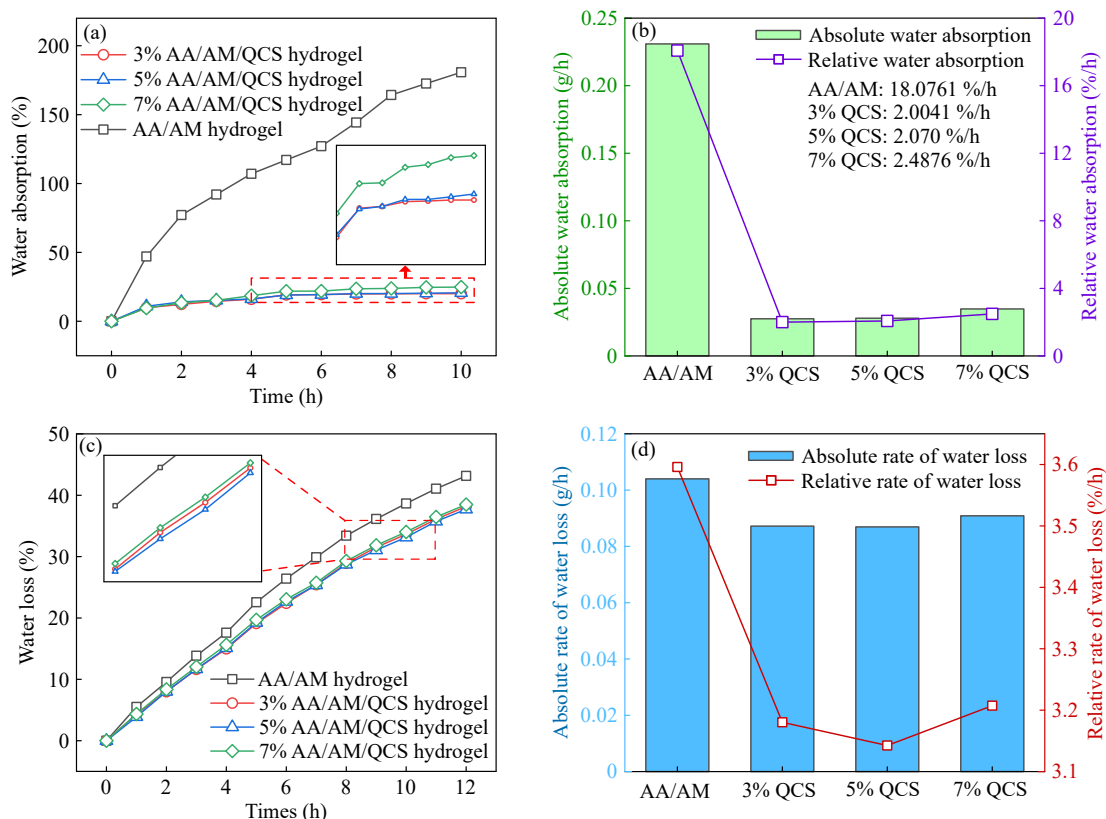 (a)
3% AA/AM/QCS hydrogel
5% AA/AM/QCS hydrogel
7% AA/AM/QCS hydrogel
AA/AM hydrogel
Water absorption (%)
200
150
100
50
0
0 2 4 6 8 10
Time (h)
(b)
Absolute water absorption
Relative water absorption
AA/AM: 18.0761 %/h
3% QCS: 2.0041 %/h
5% QCS: 2.070 %/h
7% QCS: 2.4876 %/h
Absolute water absorption (g/h)
0.25
0.20
0.15
0.10
0.05
0
Relative water absorption (%/h)
20
16
12
8
4
0
AA/AM 3% QCS 5% QCS 7% QCS
(c)
Water loss (%)
50
40
30
20
10
0
AA/AM hydrogel
3% AA/AM/QCS hydrogel
5% AA/AM/QCS hydrogel
7% AA/AM/QCS hydrogel
0 2 4 6 8 10 12
Times (h)
(d)
Absolute rate of water loss
Relative rate of water loss
Absolute rate of water loss (g/h)
0.12
0.10
0.08
0.06
0.04
0.02
0
Relative rate of water loss (%/h)
3.6
3.5
3.4
3.3
3.2
3.1
AA/AM 3% QCS 5% QCS 7% QCS